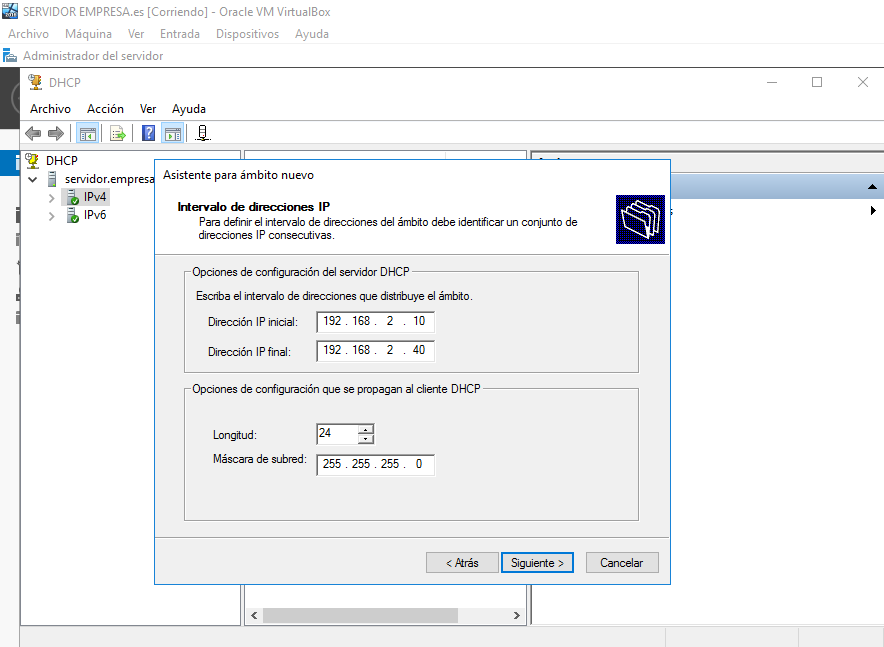 SERVIDOR EMPRESA.es [Corriendo] - Oracle VM VirtualBox
Archivo Máquina Ver Entrada Dispositivos Ayuda
Administrador del servidor
DHCP
Archivo Acción Ver Ayuda
DHCP
servidor.empresa
IPv4
IPv6
Asistente para ámbito nuevo
Intervalo de direcciones IP
Para definir el intervalo de direcciones del ámbito debe identificar un conjunto de
direcciones IP consecutivas.
Opciones de configuración del servidor DHCP
Escriba el intervalo de direcciones que distribuye el ámbito.
Dirección IP inicial: 192 . 168 . 2 . 10
Dirección IP final: 192 . 168 . 2 . 40
Opciones de configuración que se propagan al cliente DHCP
Longitud: 24
Máscara de subred: 255 . 255 . 255 . 0
< Atrás Siguiente > Cancelar